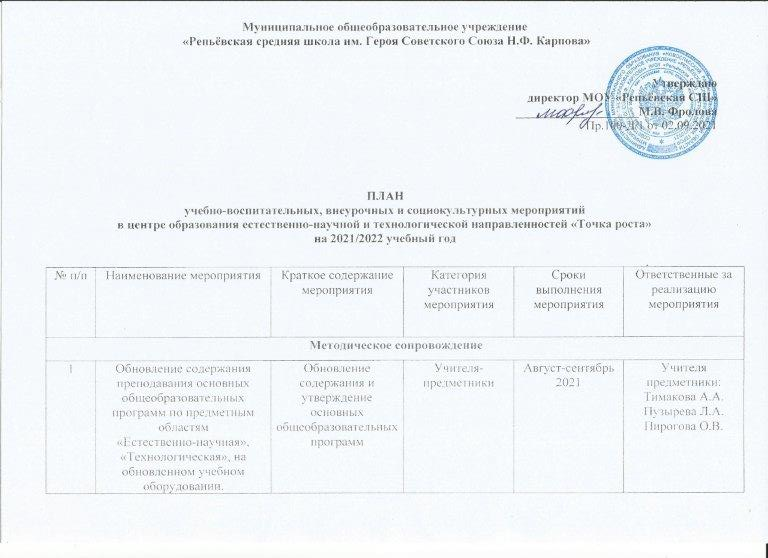 Муниципальное общеобразовательное учреждение
«Репьёвская средняя школа им. Героя Советского Союза Н.Ф. Карпова»
Утверждаю
директор МОУ «Репьёвская СШ»
М.В. Фролова
Пр.109-ДН от 02.09.2021
ПЛАН
учебно-воспитательных, внеурочных и социокультурных мероприятий
в центре образования естественно-научной и технологической направленностей «Точка роста»
на 2021/2022 учебный год
№ п/п
Наименование мероприятия
Краткое содержание
мероприятия
Категория
участников
мероприятия
Сроки
выполнения
мероприятия
Ответственные за
реализацию
мероприятия
Методическое сопровождение
1
Обновление содержания
преподавания основных
общеобразовательных
программ по предметным
областям
«Естественно-научная»,
«Технологическая», на
обновленном учебном
оборудовании.
Обновление
содержания и
утверждение
основных
общеобразовательных
программ
Учителя-
предметники
Август-сентябрь
2021
Учителя
предметники:
Тимакова А.А.
Пузырева Л.А.
Пирогова О.В.